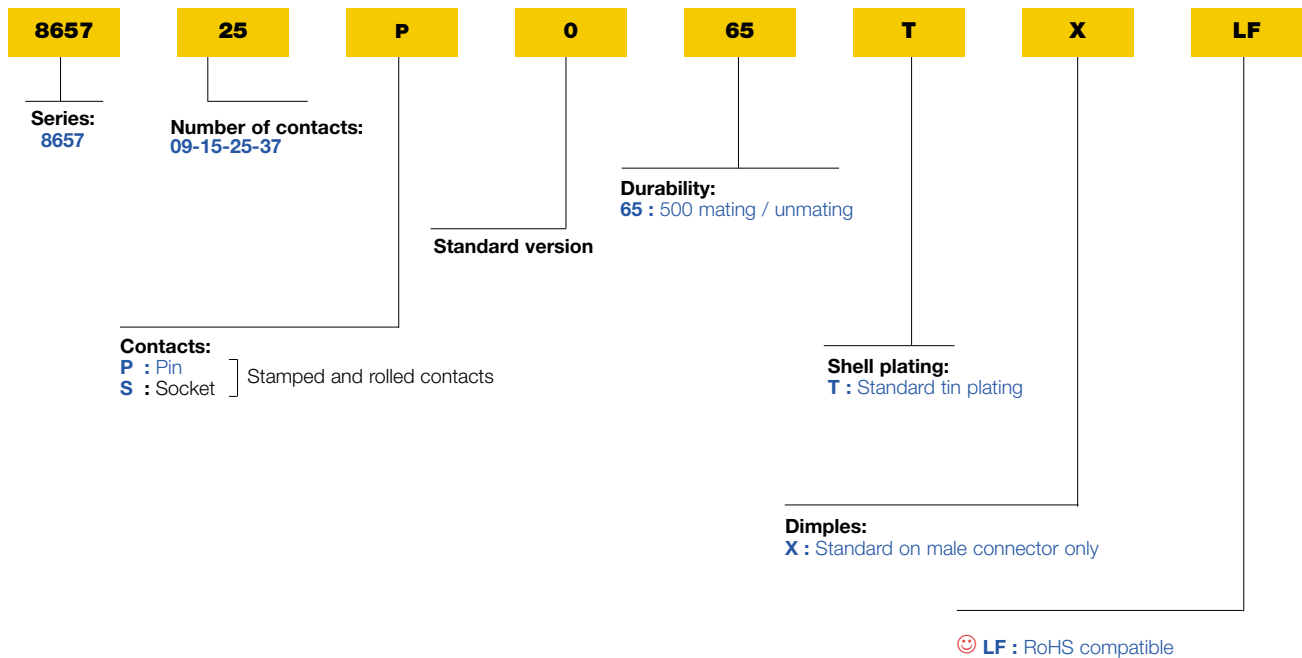 8657 25 P 0 65 T X LF
Series:
8657
Number of contacts:
09-15-25-37
Durability:
65 : 500 mating / unmating
Standard version
Contacts:
P : Pin
S : Socket
Stamped and rolled contacts
Shell plating:
T : Standard tin plating
Dimples:
X : Standard on male connector only
LF : RoHS compatible